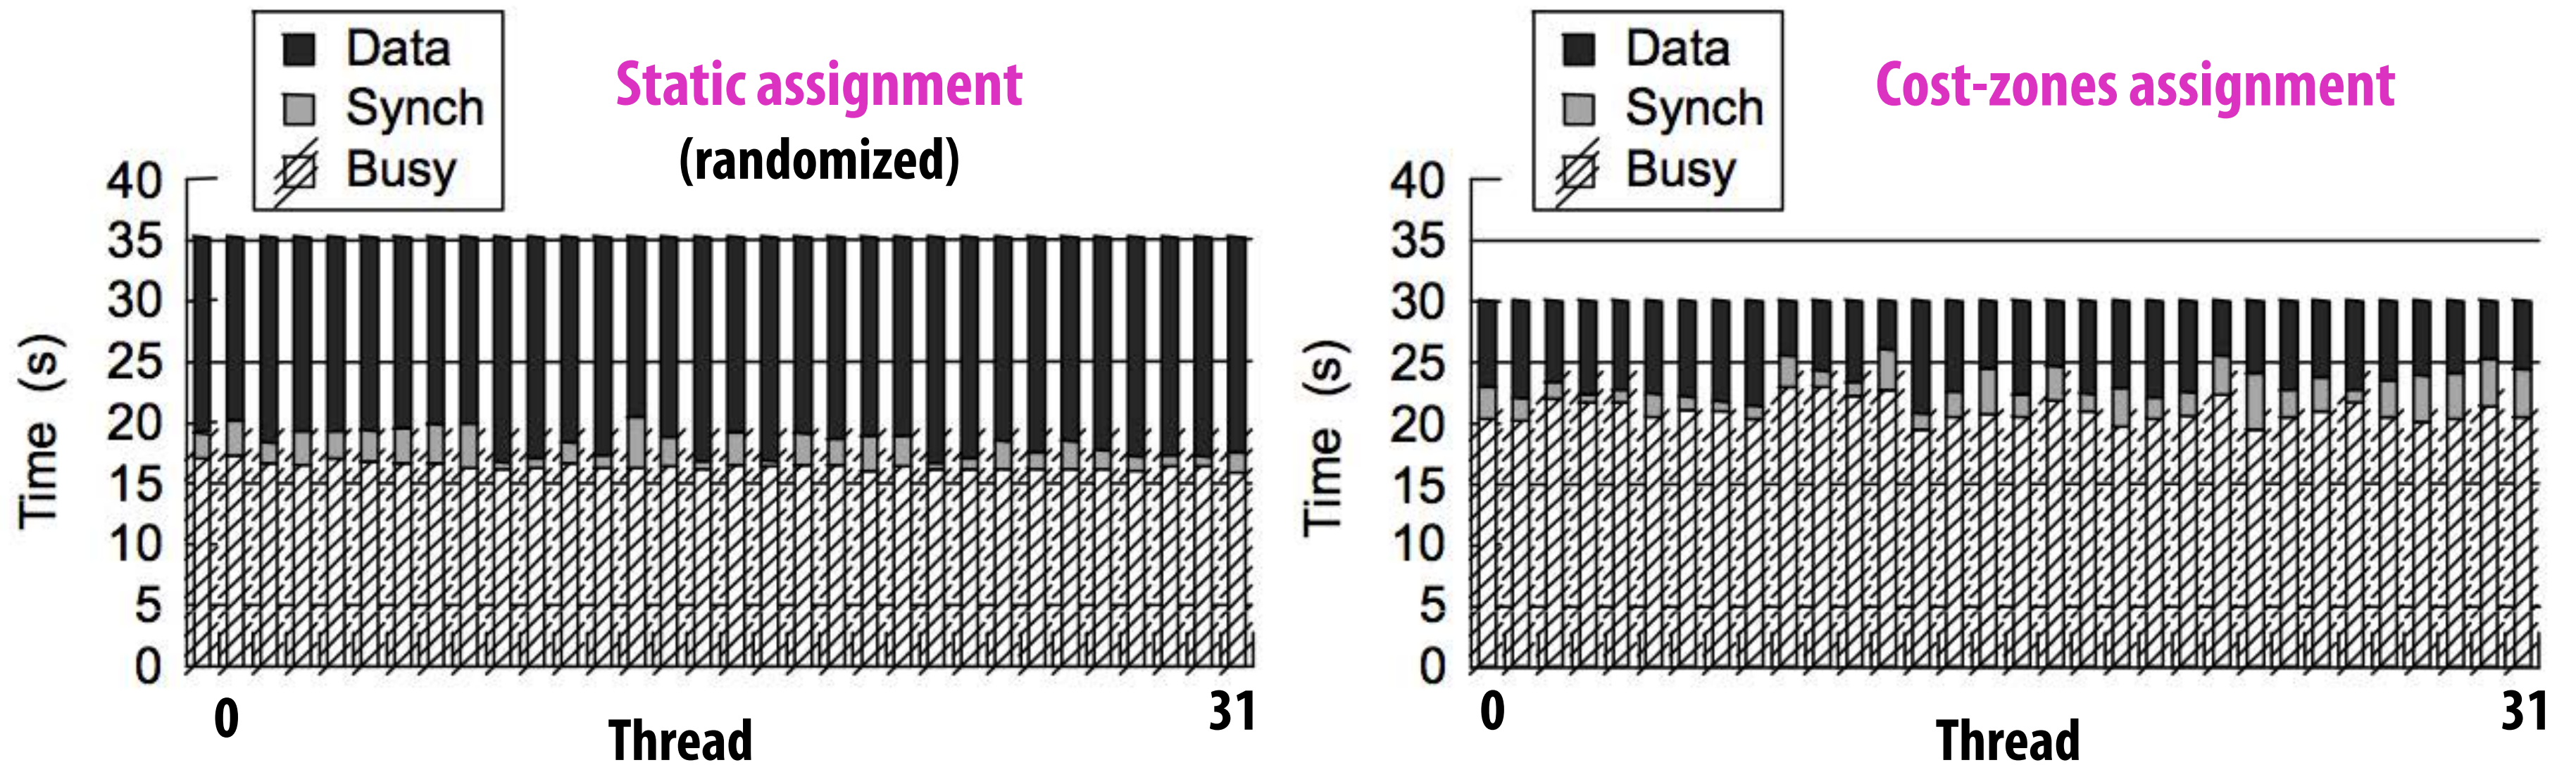 Data
Synch
Busy
Static assignment
(randomized)
40
35
30
25
20
15
10
5
0
Time (s)
0
31
Thread
Data
Synch
Busy
Cost-zones assignment
40
35
30
25
20
15
10
5
0
Time (s)
0
31
Thread